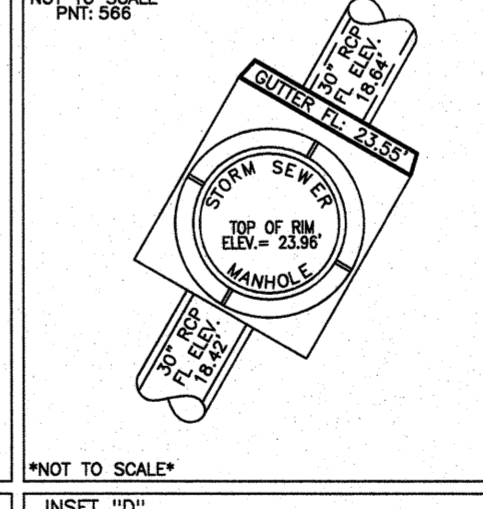 NOT TO SCALE
PNT: 566
30" RCP
FL ELEV.
18.64'
GUTTER FL: 23.55'
STORM SEWER
TOP OF RIM
ELEV.= 23.96'
MANHOLE
30" RCP
FL ELEV.
18.42'
*NOT TO SCALE*
INSET "D"